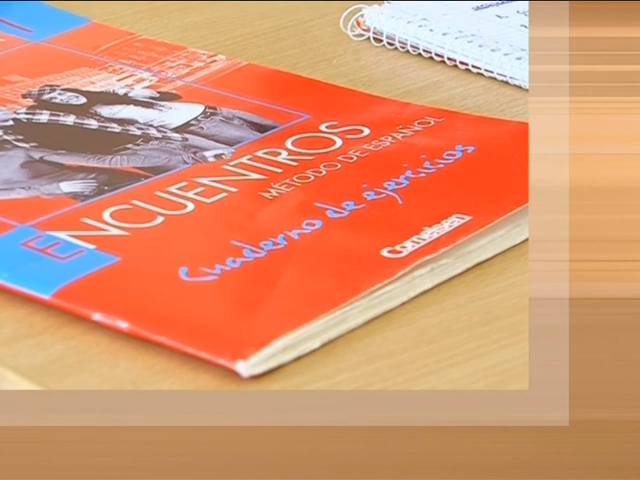 ENCUENTROS
MÉTODO DE ESPAÑOL
Cuaderno de ejercicios
Cornelsen